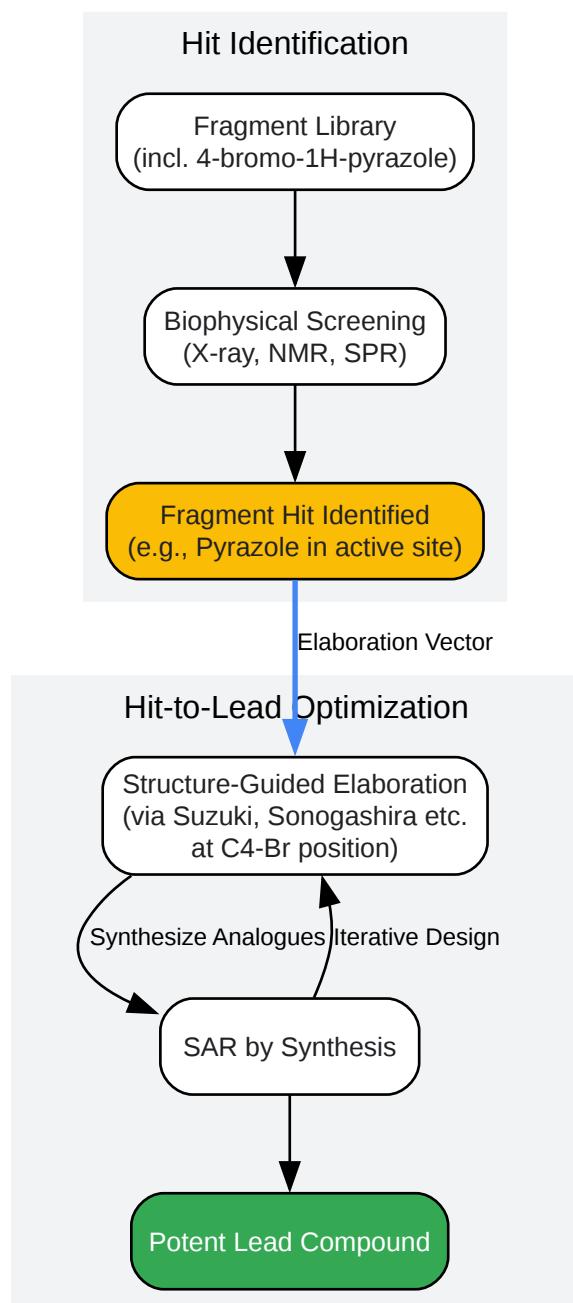 Hit Identification
Fragment Library
(incl. 4-bromo-1H-pyrazole)
Biophysical Screening
(X-ray, NMR, SPR)
Fragment Hit Identified
(e.g., Pyrazole in active site)
Elaboration Vector
Hit-to-Lead Optimization
Structure-Guided Elaboration
(via Suzuki, Sonogashira etc.
at C4-Br position)
Synthesize Analogues
Iterative Design
SAR by Synthesis
Potent Lead Compound